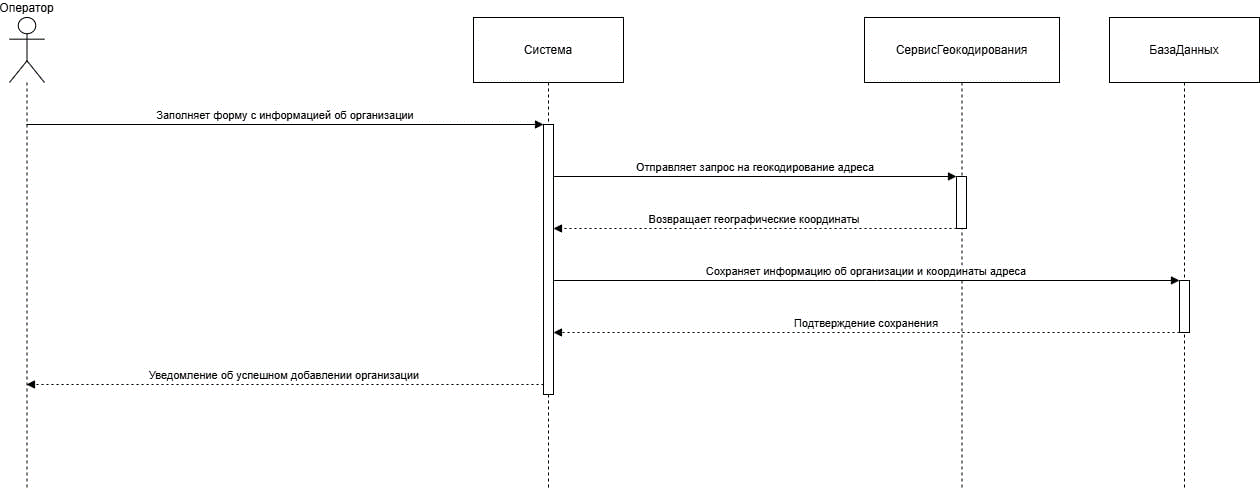 Оператор
Система
СервисГеокодирования
БазаДанных
Заполняет форму с информацией об организации
Отправляет запрос на геокодирование адреса
Возвращает географические координаты
Сохраняет информацию об организации и координаты адреса
Подтверждение сохранения
Уведомление об успешном добавлении организации